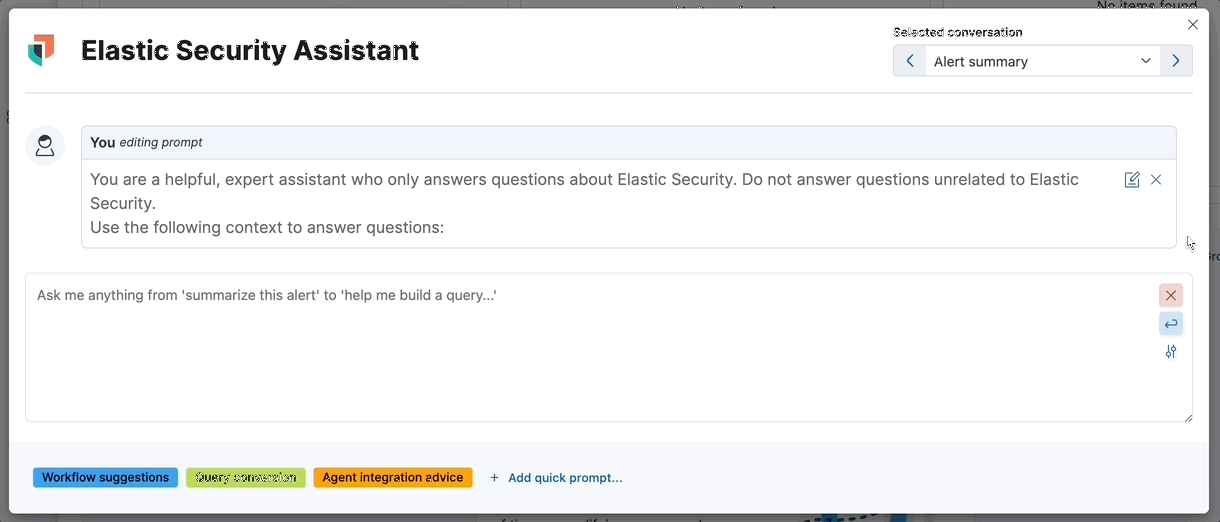 No items found
Elastic Security Assistant
Selected conversation
Alert summary
You editing prompt
You are a helpful, expert assistant who only answers questions about Elastic Security. Do not answer questions unrelated to Elastic
Security.
Use the following context to answer questions:
Ask me anything from 'summarize this alert' to 'help me build a query...'
Workflow suggestions
Query conversion
Agent integration advice
+ Add quick prompt...